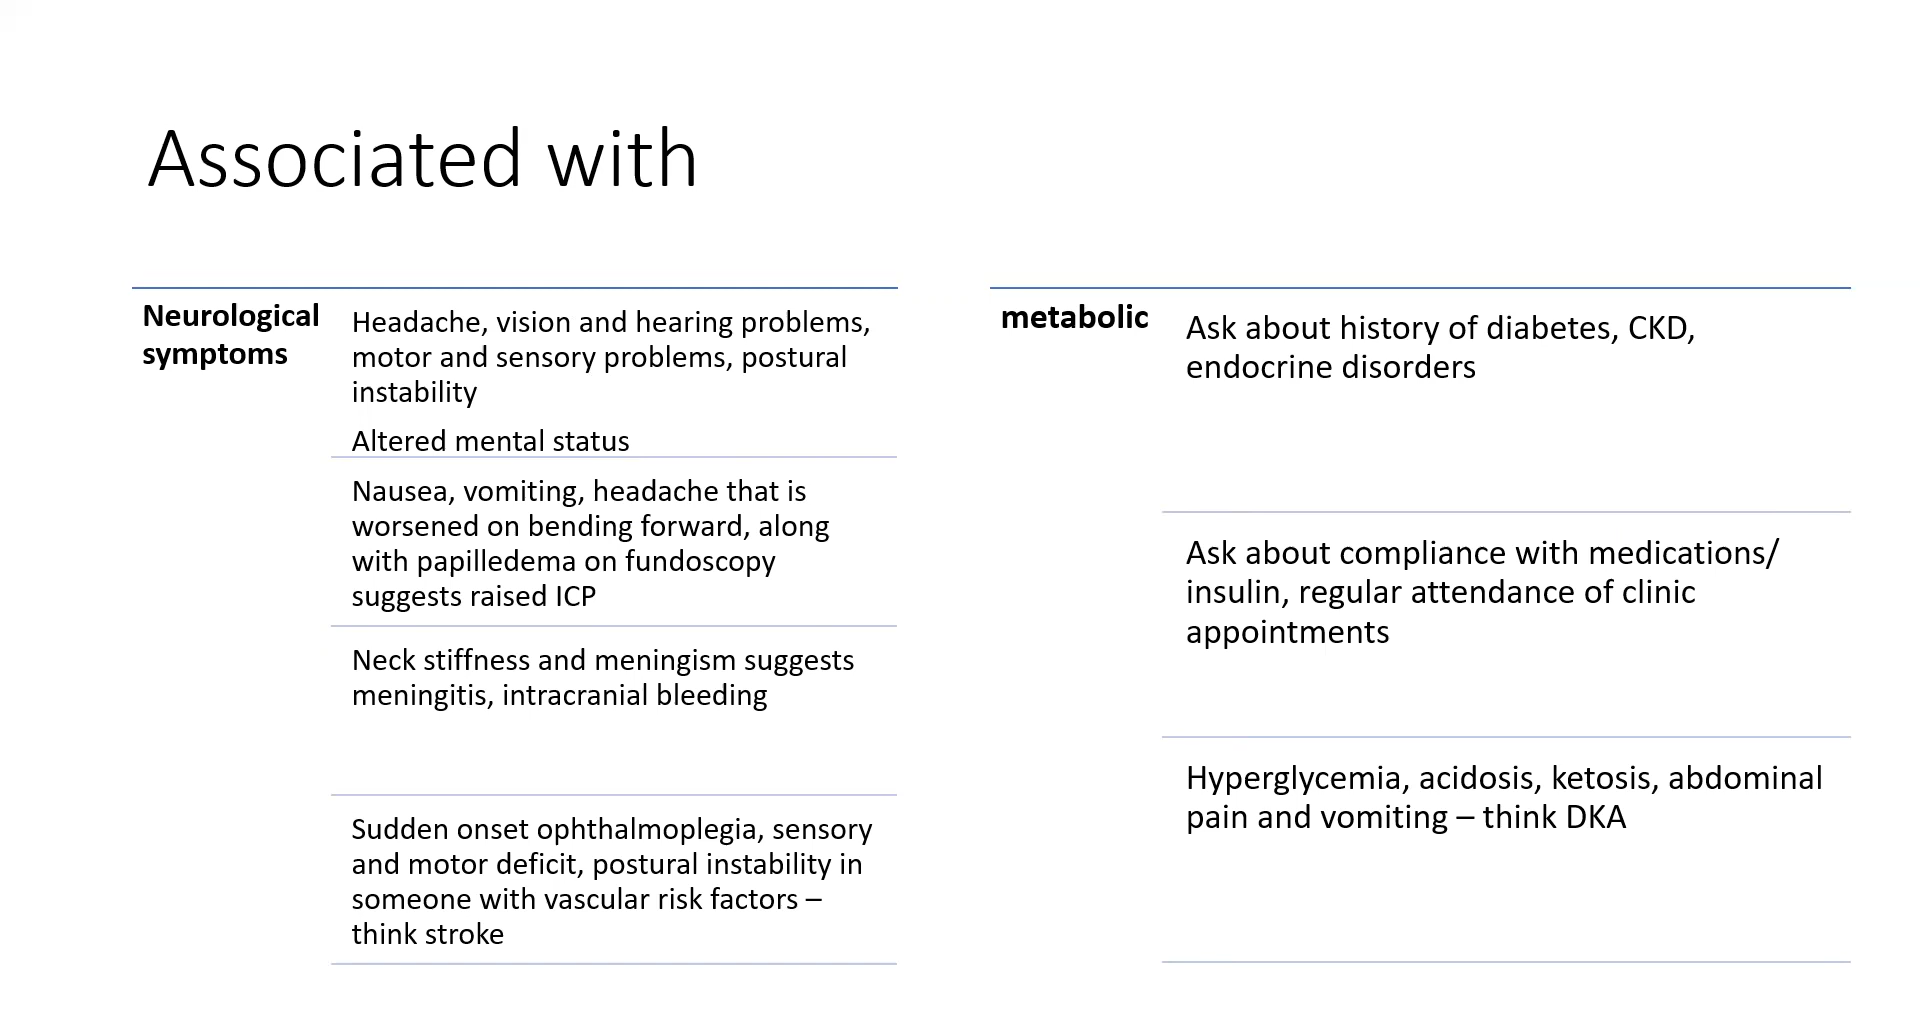 Associated with
Neurological
symptoms
Headache, vision and hearing problems,
motor and sensory problems, postural
instability
Altered mental status
Nausea, vomiting, headache that is
worsened on bending forward, along
with papilledema on fundoscopy
suggests raised ICP
Neck stiffness and meningism suggests
meningitis, intracranial bleeding
Sudden onset ophthalmoplegia, sensory
and motor deficit, postural instability in
someone with vascular risk factors –
think stroke
metabolic
Ask about history of diabetes, CKD,
endocrine disorders
Ask about compliance with medications/
insulin, regular attendance of clinic
appointments
Hyperglycemia, acidosis, ketosis, abdominal
pain and vomiting – think DKA